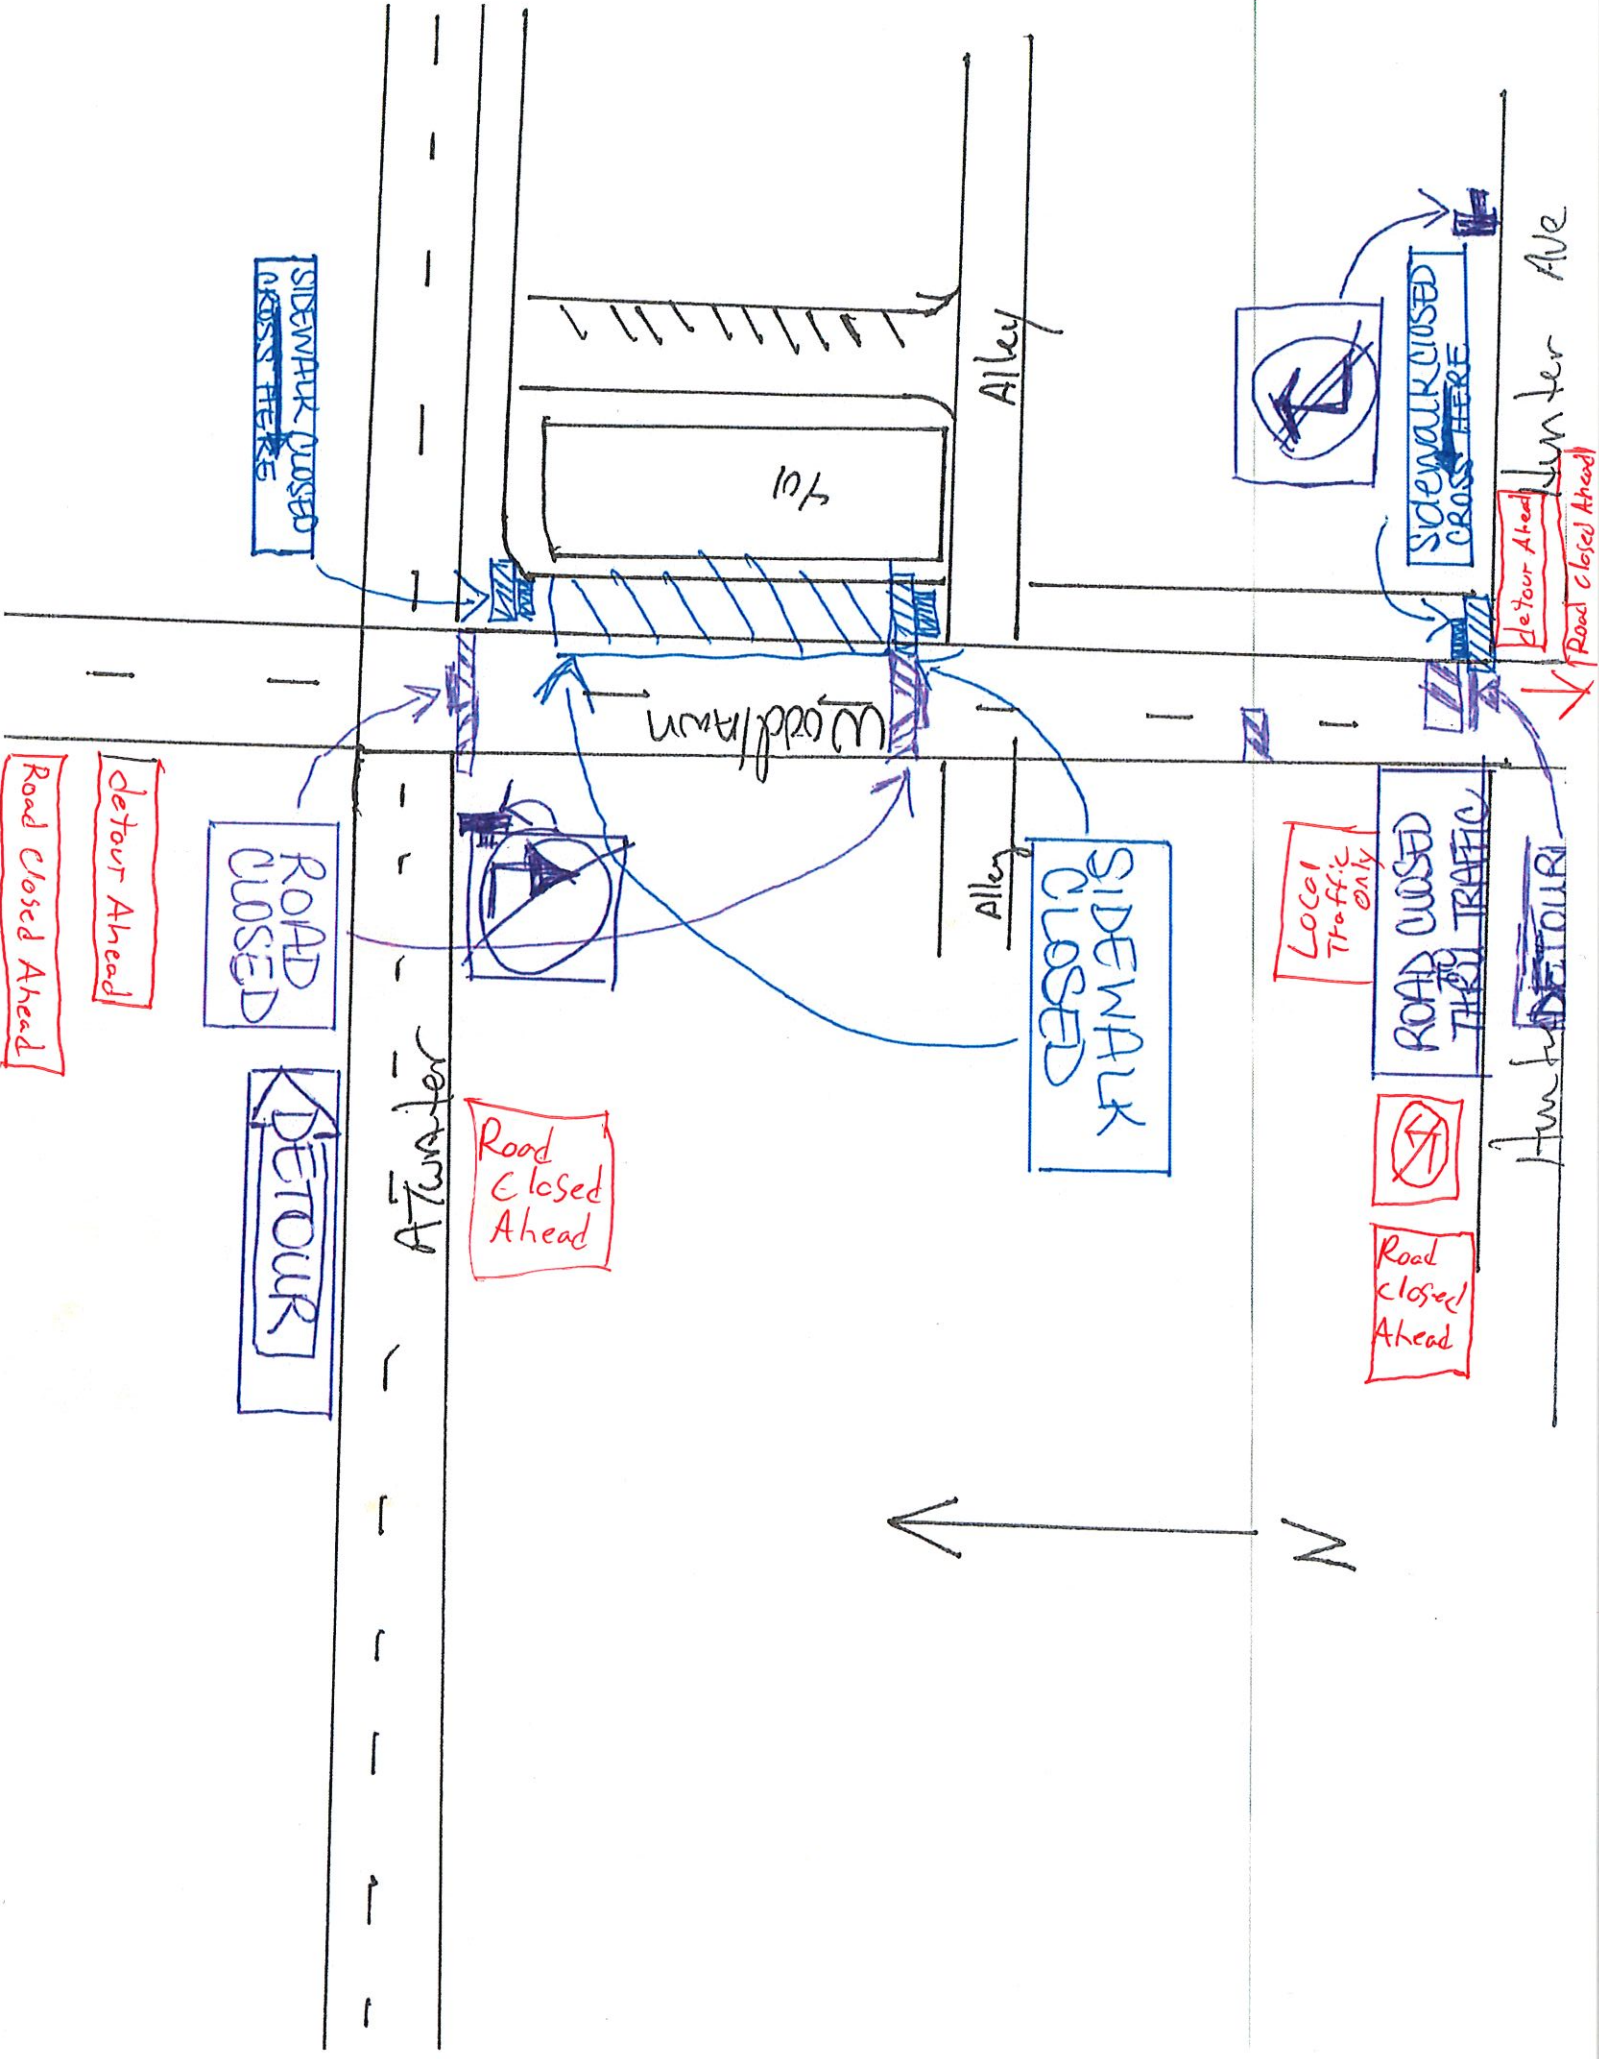 Hunter Ave
Road Closed Ahead
detour Ahead
Sidewalk CLOSED
CROSS HERE
Alley
401
SIDEWALK CLOSED
CROSS HERE
Woodlawn
DETOUR
ROAD CLOSED
TO
THRU TRAFFIC
Local
Traffic
only
Road
closed
Ahead
Alley
SIDEWALK
CLOSED
Road
Closed
Ahead
ATwater
ROAD
CLOSED
DETOUR
detour Ahead
Road Closed Ahead
N